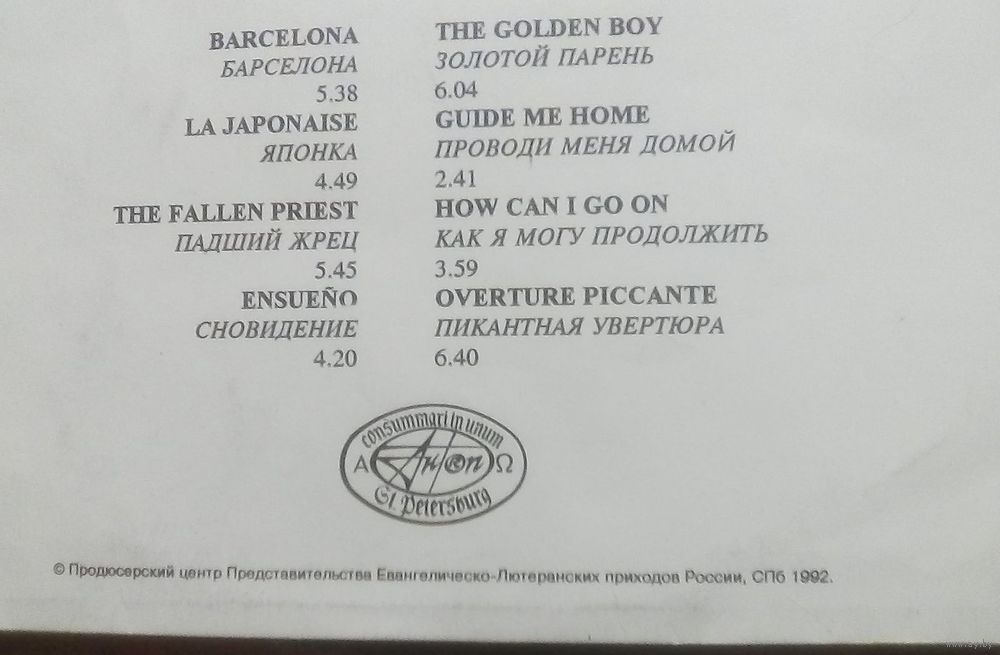 BARCELONA
БАРСЕЛОНА
5.38
LA JAPONAISE
ЯПОНКА
4.49
THE FALLEN PRIEST
ПАДШИЙ ЖРЕЦ
5.45
ENSUEÑO
СНОВИДЕНИЕ
4.20
THE GOLDEN BOY
ЗОЛОТОЙ ПАРЕНЬ
6.04
GUIDE ME HOME
ПРОВОДИ МЕНЯ ДОМОЙ
2.41
HOW CAN I GO ON
КАК Я МОГУ ПРОДОЛЖИТЬ
3.59
OVERTURE PICCANTE
ПИКАНТНАЯ УВЕРТЮРА
6.40
consummari in unum
Α Ω
St. Petersburg
© Продюсерский центр Представительства Евангелическо-Лютеранских приходов России, СПб 1992.